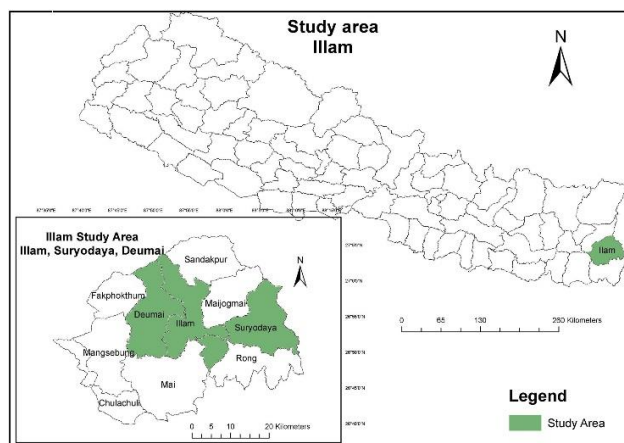 Study area
Illam
N
Ilam
0 65 130 260 Kilometers
Legend
Study Area
Illam Study Area
Illam, Suryodaya, Deumai
N
Sandakpur
Fakphokthum
Maijogmai
Deumai
Illam
Suryodaya
Mangsebung
Rong
Mai
Chulachuli
0 5 10 20 Kilometers